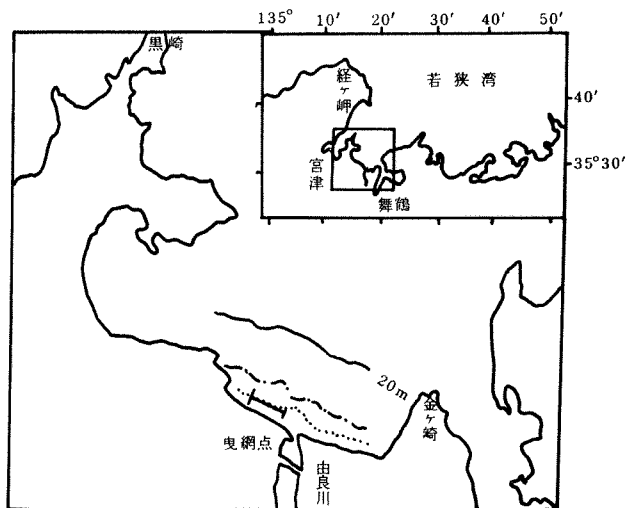 135° 10′ 20′ 30′ 40′ 50′
黒崎
経ヶ岬
若狭湾
40′
35°30′
宮津
舞鶴
20m
金ヶ崎
曳網点
由良川